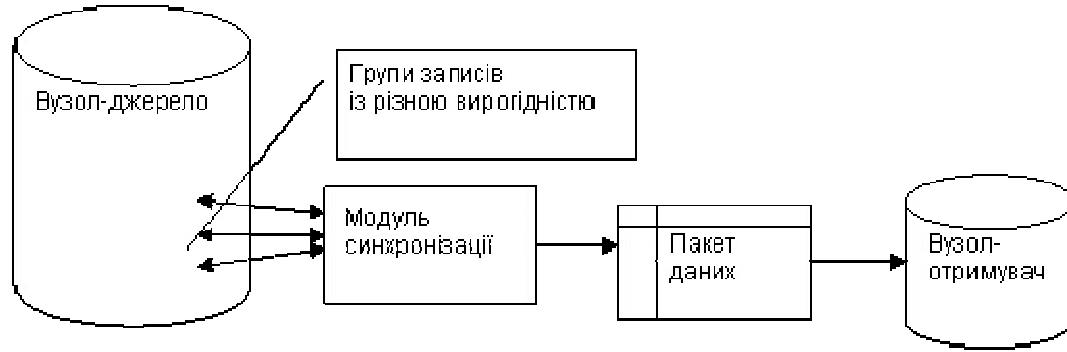 Вузол-джерело
Групи записів
із різною вирогідністю
Модуль
синхронізації
Пакет
даних
Вузол-
отримувач